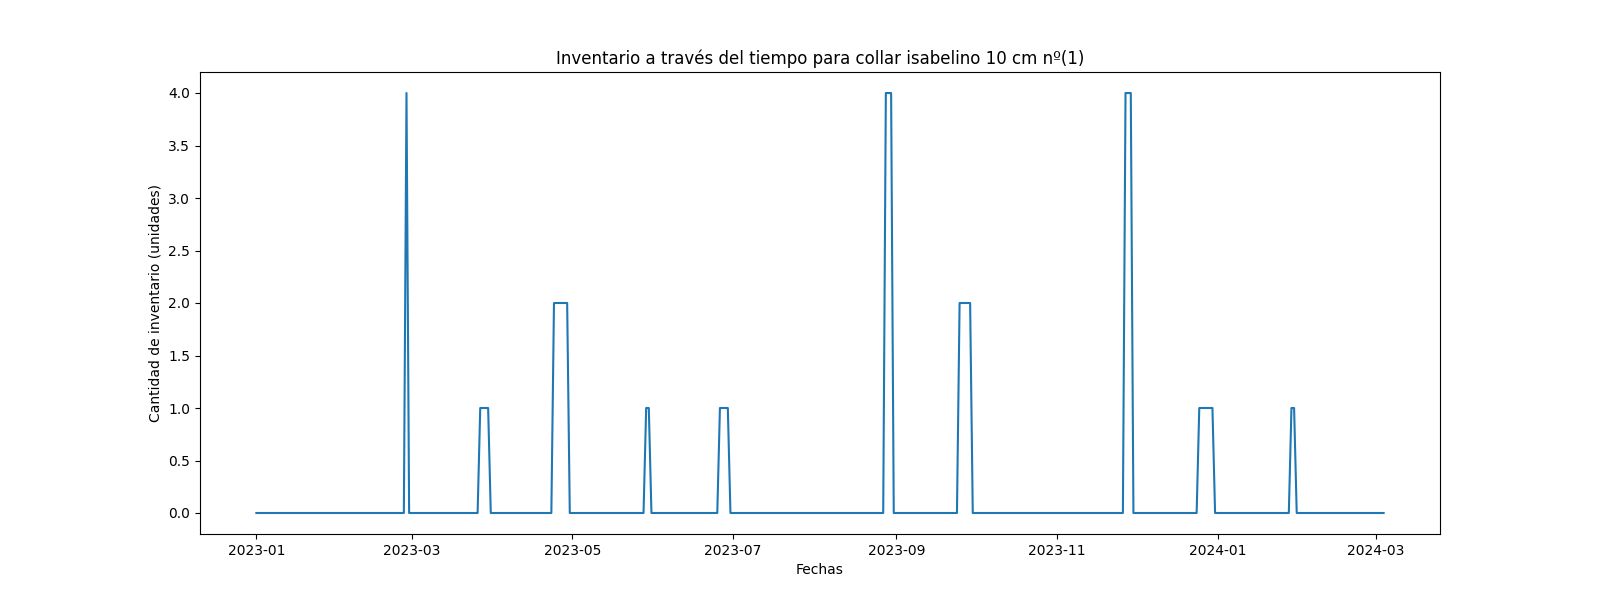 Inventario a través del tiempo para collar isabelino 10 cm nº(1)
Cantidad de inventario (unidades)
4.0
3.5
3.0
2.5
2.0
1.5
1.0
0.5
0.0
2023-01 2023-03 2023-05 2023-07 2023-09 2023-11 2024-01 2024-03
Fechas